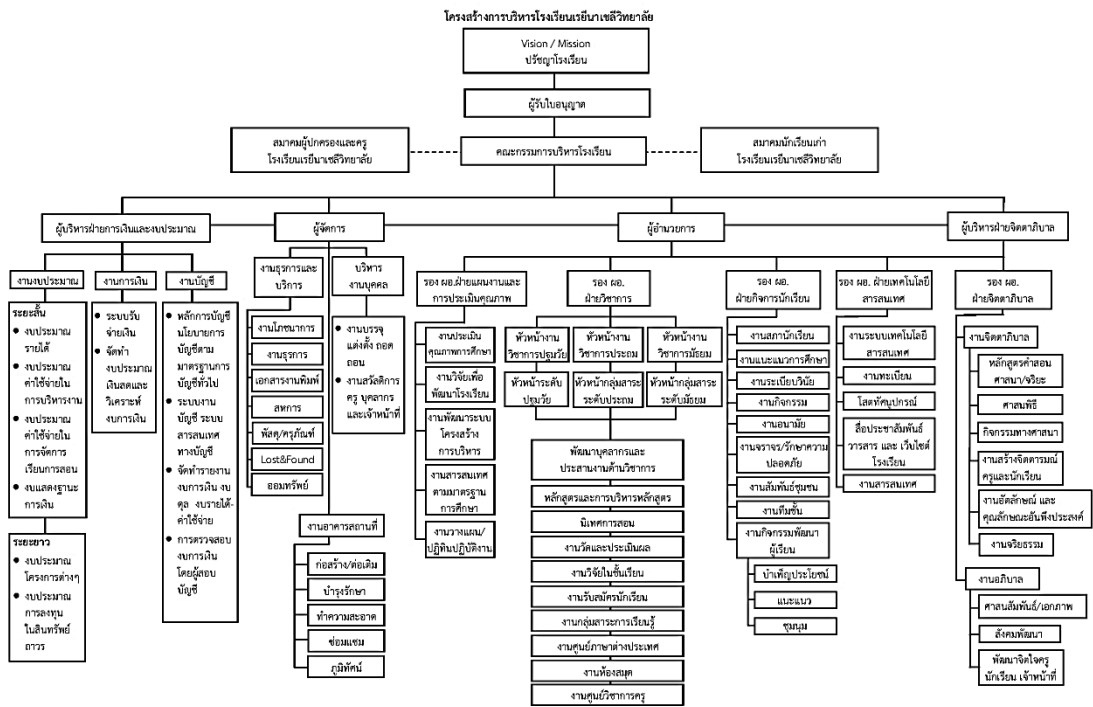 โครงสร้างการบริหารโรงเรียนเรยีนาเชลีวิทยาลัย
Vision / Mission
ปรัชญาโรงเรียน
ผู้รับใบอนุญาต
สมาคมผู้ปกครองและครู
โรงเรียนเรยีนาเชลีวิทยาลัย
คณะกรรมการบริหารโรงเรียน
สมาคมนักเรียนเก่า
โรงเรียนเรยีนาเชลีวิทยาลัย
ผู้บริหารฝ่ายการเงินและงบประมาณ
ผู้จัดการ
ผู้อำนวยการ
ผู้บริหารฝ่ายจิตตาภิบาล
งานงบประมาณ
งานการเงิน
งานบัญชี
ระยะสั้น
● งบประมาณ
รายได้
● งบประมาณ
ค่าใช้จ่ายใน
การบริหารงาน
● งบประมาณ
ค่าใช้จ่ายใน
การจัดการ
เรียนการสอน
● งบแสดงฐานะ
การเงิน
ระยะยาว
● งบประมาณ
โครงการต่างๆ
● งบประมาณ
การลงทุน
ในสินทรัพย์
ถาวร
● ระบบรับ
จ่ายเงิน
● จัดทำ
งบประมาณ
เงินสดและ
วิเคราะห์
งบการเงิน
● หลักการบัญชี
นโยบายการ
บัญชีตาม
มาตรฐานการ
บัญชีทั่วไป
● ระบบงาน
บัญชี ระบบ
สารสนเทศ
ทางบัญชี
● จัดทำรายงาน
งบการเงิน งบ
ดุล งบรายได้-
ค่าใช้จ่าย
● การตรวจสอบ
งบการเงิน
โดยผู้สอบ
บัญชี
งานธุรการและ
บริการ
งานโภชนาการ
งานธุรการ
เอกสารงานพิมพ์
สหการ
พัสดุ/ครุภัณฑ์
Lost&Found
ออมทรัพย์
บริหาร
งานบุคคล
● งานบรรจุ
แต่งตั้ง ถอด
ถอน
● งานสวัสดิการ
ครู บุคลากร
และเจ้าหน้าที่
งานอาคารสถานที่
ก่อสร้าง/ต่อเติม
บำรุงรักษา
ทำความสะอาด
ซ่อมแซม
ภูมิทัศน์
รอง ผอ.ฝ่ายแผนงานและ
การประเมินคุณภาพ
งานประเมิน
คุณภาพการศึกษา
งานวิจัยเพื่อ
พัฒนาโรงเรียน
งานพัฒนาระบบ
โครงสร้าง
การบริหาร
งานสารสนเทศ
ตามมาตรฐาน
การศึกษา
งานวางแผน/
ปฏิทินปฏิบัติงาน
รอง ผอ.
ฝ่ายวิชาการ
หัวหน้างาน
วิชาการปฐมวัย
หัวหน้างาน
วิชาการประถม
หัวหน้างาน
วิชาการมัธยม
หัวหน้าระดับ
ปฐมวัย
หัวหน้ากลุ่มสาระ
ระดับประถม
หัวหน้ากลุ่มสาระ
ระดับมัธยม
พัฒนาบุคลากรและ
ประสานงานด้านวิชาการ
หลักสูตรและการบริหารหลักสูตร
นิเทศการสอน
งานวัดและประเมินผล
งานวิจัยในชั้นเรียน
งานรับสมัครนักเรียน
งานกลุ่มสาระการเรียนรู้
งานศูนย์ภาษาต่างประเทศ
งานห้องสมุด
งานศูนย์วิชาการครู
รอง ผอ.
ฝ่ายกิจการนักเรียน
งานสภานักเรียน
งานแนะแนวการศึกษา
งานระเบียบวินัย
งานกิจกรรม
งานอนามัย
งานจราจร/รักษาความ
ปลอดภัย
งานสัมพันธ์ชุมชน
งานทีมชั้น
งานกิจกรรมพัฒนา
ผู้เรียน
บำเพ็ญประโยชน์
แนะแนว
ชุมนุม
รอง ผอ. ฝ่ายเทคโนโลยี
สารสนเทศ
งานระบบเทคโนโลยี
สารสนเทศ
งานทะเบียน
โสตทัศนูปกรณ์
สื่อประชาสัมพันธ์
วารสาร และ เว็บไซต์
โรงเรียน
งานสารสนเทศ
รอง ผอ.
ฝ่ายจิตตาภิบาล
งานจิตตาภิบาล
หลักสูตรคำสอน
ศาสนา/จริยะ
ศาสนพิธี
กิจกรรมทางศาสนา
งานสร้างจิตตารมณ์
ครูและนักเรียน
งานอัตลักษณ์ และ
คุณลักษณะอันพึงประสงค์
งานจริยธรรม
งานอภิบาล
ศาสนสัมพันธ์/เอกภาพ
สังคมพัฒนา
พัฒนาจิตใจครู
นักเรียน เจ้าหน้าที่